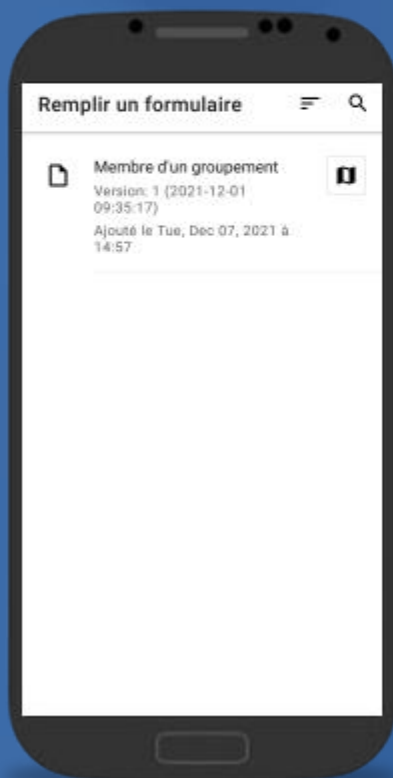 Remplir un formulaire
Membre d'un groupement
Version: 1 (2021-12-01
09:35:17)
Ajouté le Tue, Dec 07, 2021 à
14:57